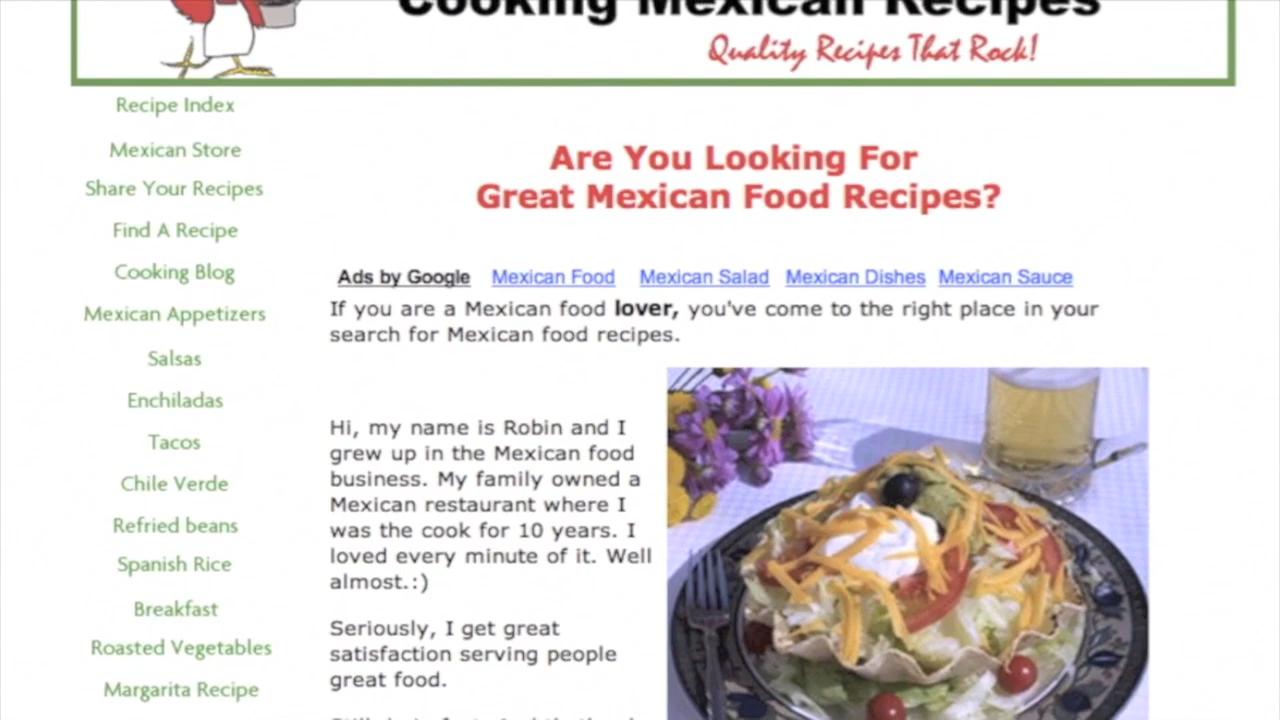 Cooking Mexican Recipes
Quality Recipes That Rock!
Recipe Index
Mexican Store
Share Your Recipes
Find A Recipe
Cooking Blog
Mexican Appetizers
Salsas
Enchiladas
Tacos
Chile Verde
Refried beans
Spanish Rice
Breakfast
Roasted Vegetables
Margarita Recipe
Are You Looking For
Great Mexican Food Recipes?
Ads by Google Mexican Food Mexican Salad Mexican Dishes Mexican Sauce
If you are a Mexican food lover, you've come to the right place in your
search for Mexican food recipes.
Hi, my name is Robin and I
grew up in the Mexican food
business. My family owned a
Mexican restaurant where I
was the cook for 10 years. I
loved every minute of it. Well
almost.:)
Seriously, I get great
satisfaction serving people
great food.